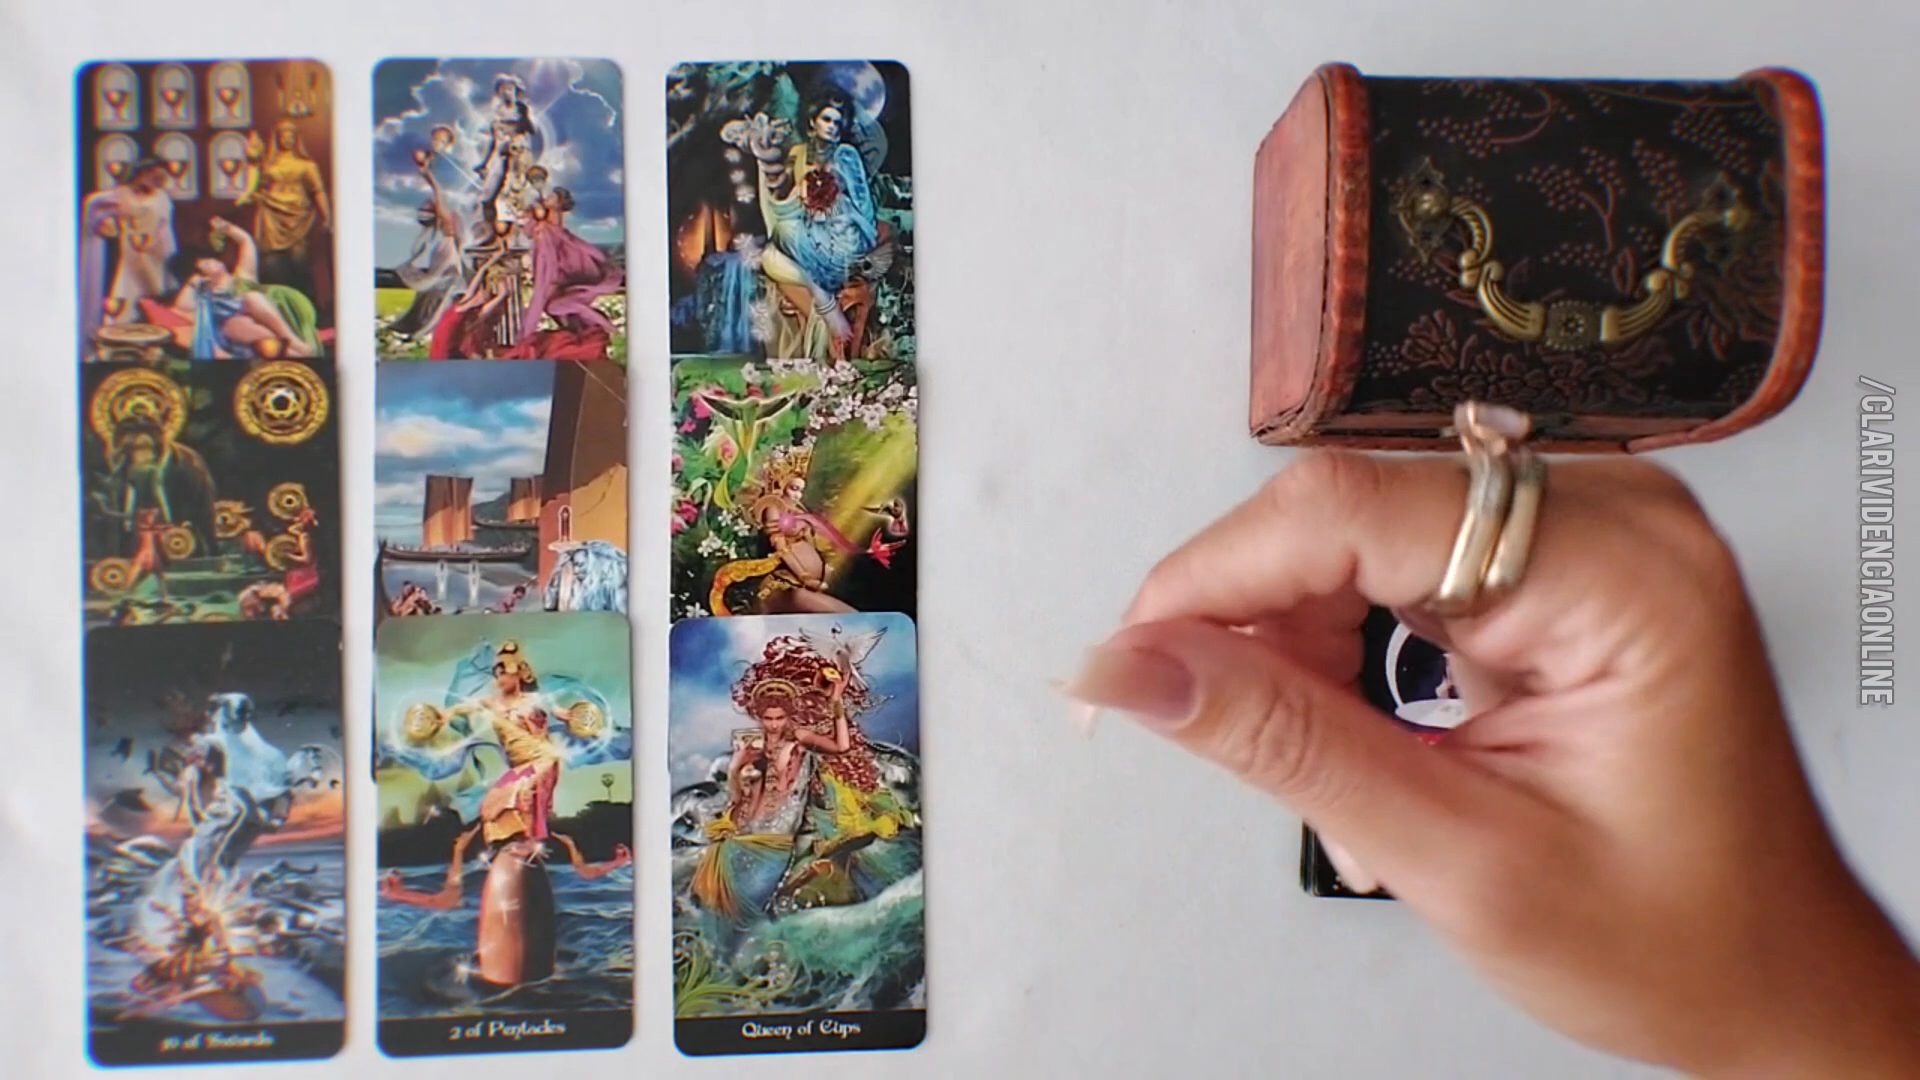 10 of Swords
2 of Pentacles
Queen of Cups
/CLARIVIDENCIAONLINE